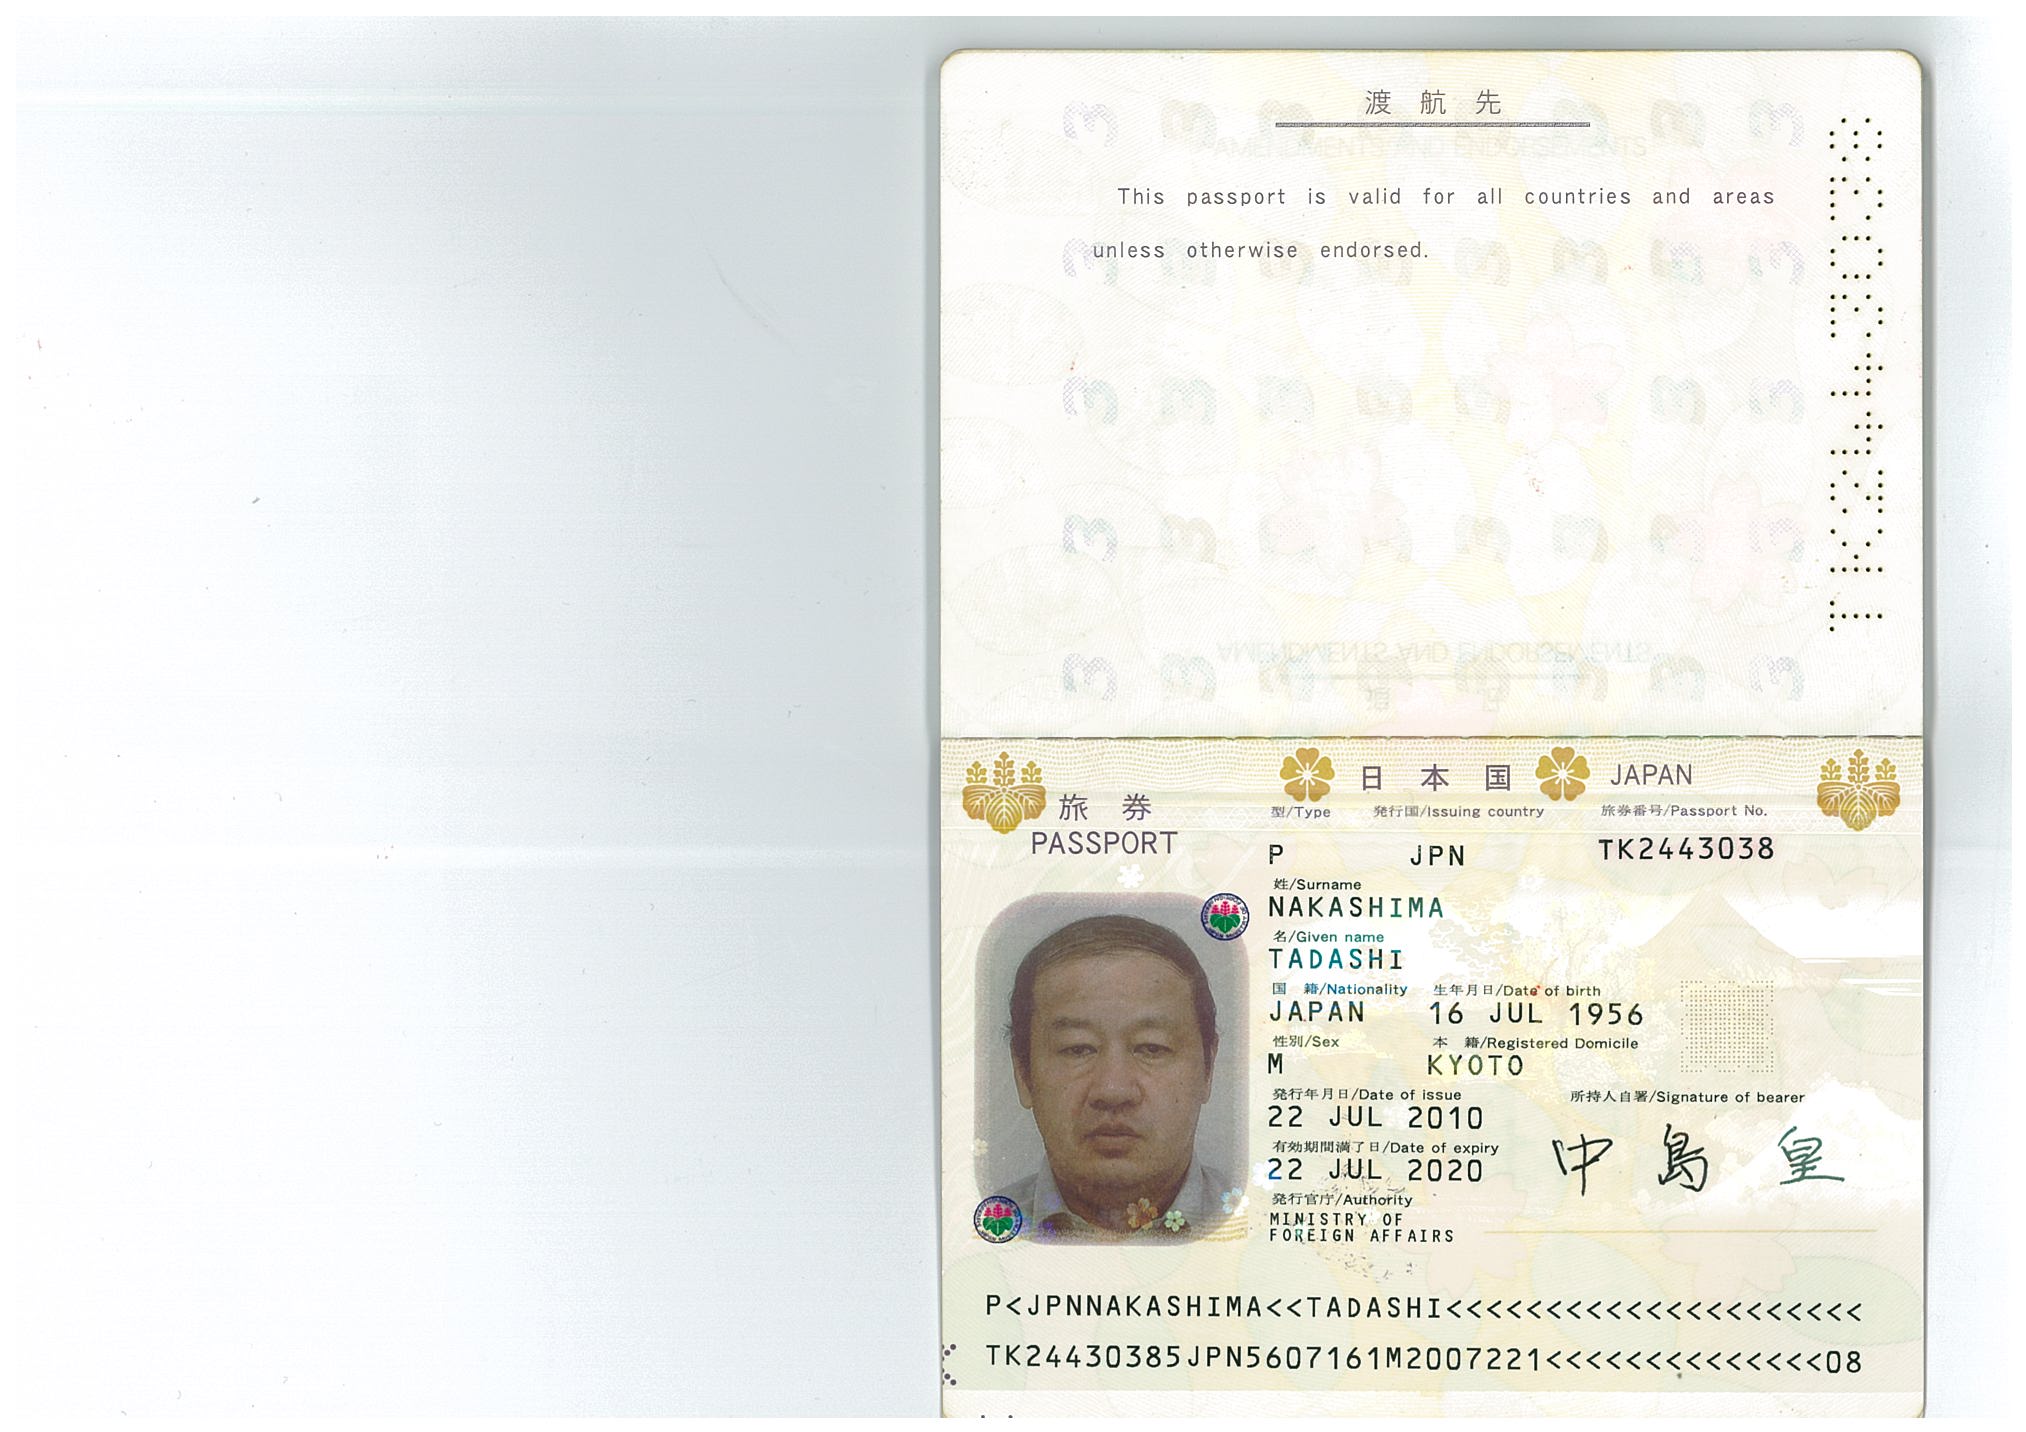 渡航先
This passport is valid for all countries and areas
unless otherwise endorsed.
AMENDMENTS AND ENDORSEMENTS
TK2443038
日本国 JAPAN
旅券
PASSPORT
型/Type 発行国/Issuing country 旅券番号/Passport No.
P JPN TK2443038
姓/Surname
NAKASHIMA
名/Given name
TADASHI
国籍/Nationality 生年月日/Date of birth
JAPAN 16 JUL 1956
性別/Sex 本籍/Registered Domicile
M KYOTO
発行年月日/Date of issue 所持人自署/Signature of bearer
22 JUL 2010
有効期間満了日/Date of expiry
22 JUL 2020
中島皇
発行官庁/Authority
MINISTRY OF
FOREIGN AFFAIRS
P<JPNNAKASHIMA<<TADASHI<<<<<<<<<<<<<<<<<<<<<
TK24430385JPN5607161M2007221<<<<<<<<<<<<<<08